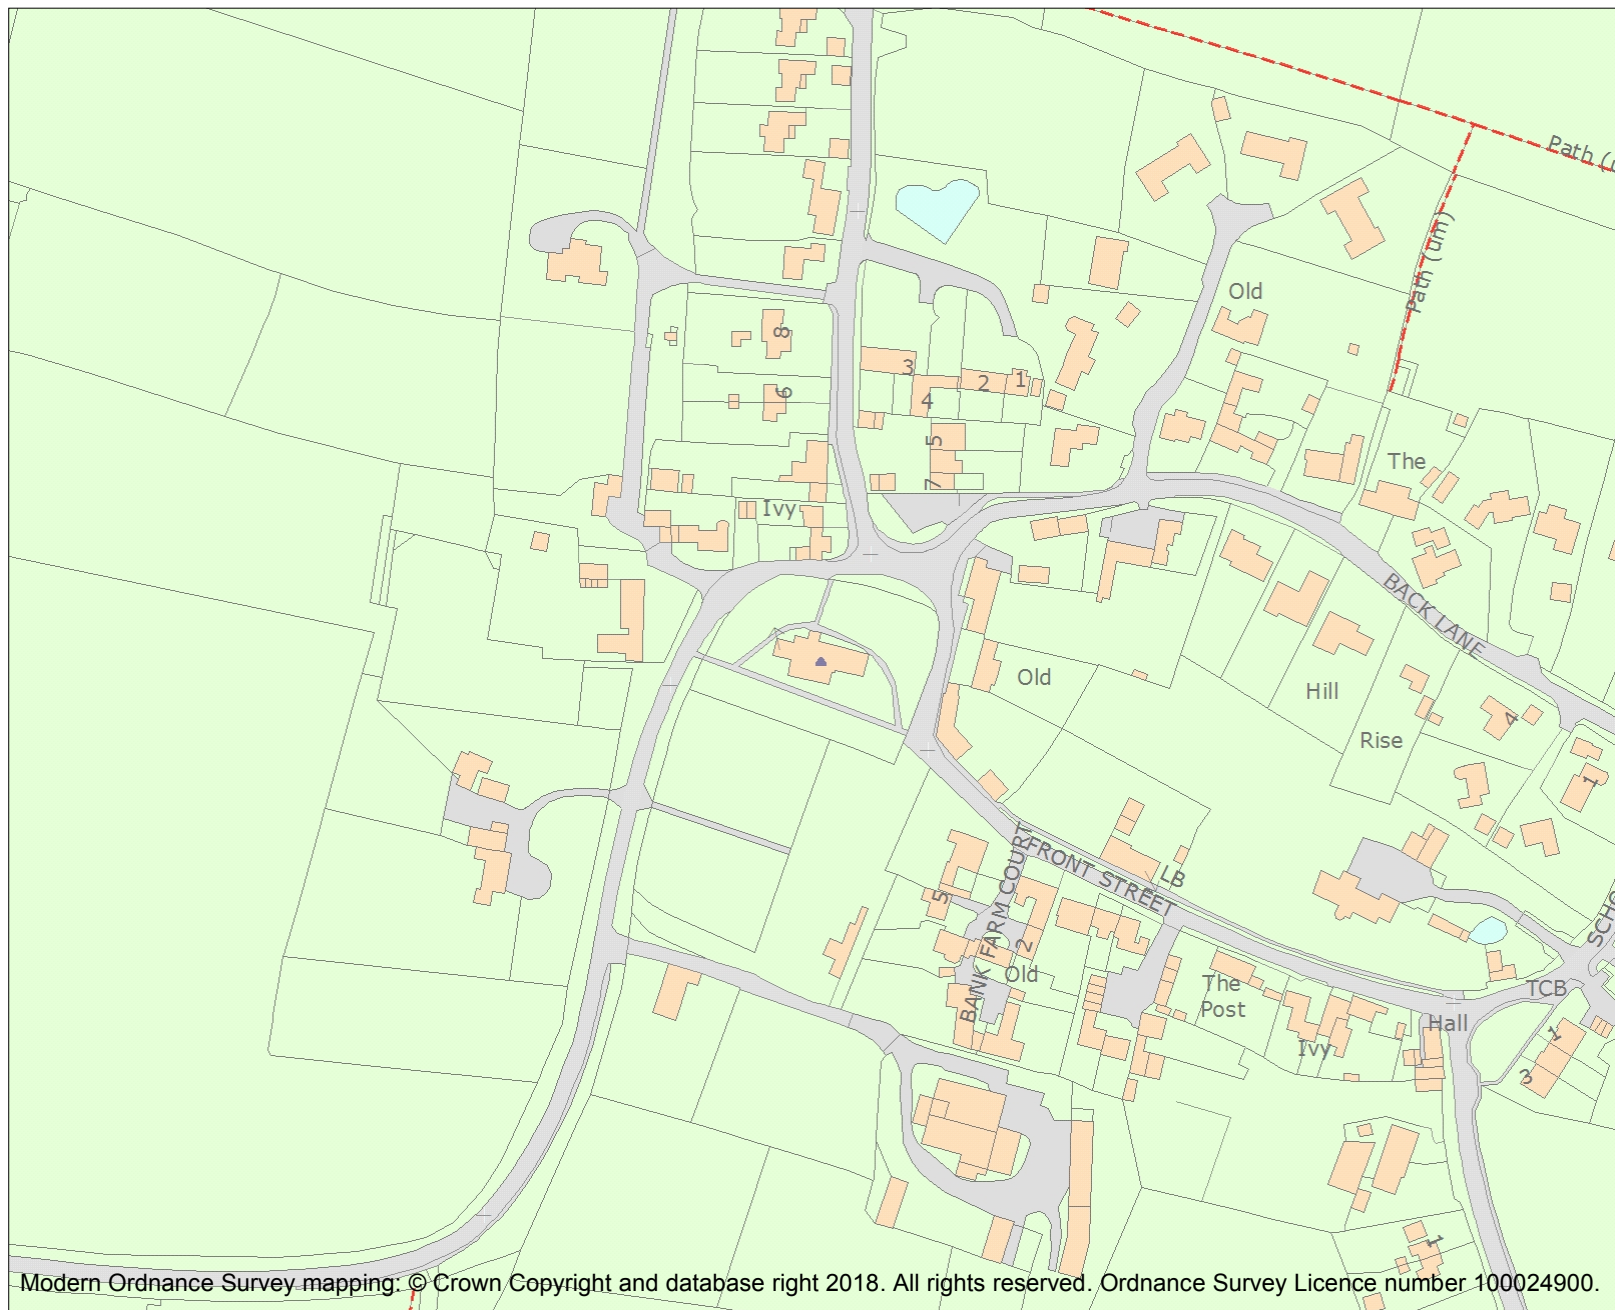 Path (um)
Path (um)
Old
8
3
2
1
6
4
5
The
7
Ivy
BACK LANE
Old
Hill
4
Rise
1
BANK FARM COURT
FRONT STREET
LB
5
2
Old
The
Post
TCB
Hall
Ivy
1
3
1
Modern Ordnance Survey mapping: © Crown Copyright and database right 2018. All rights reserved. Ordnance Survey Licence number 100024900.